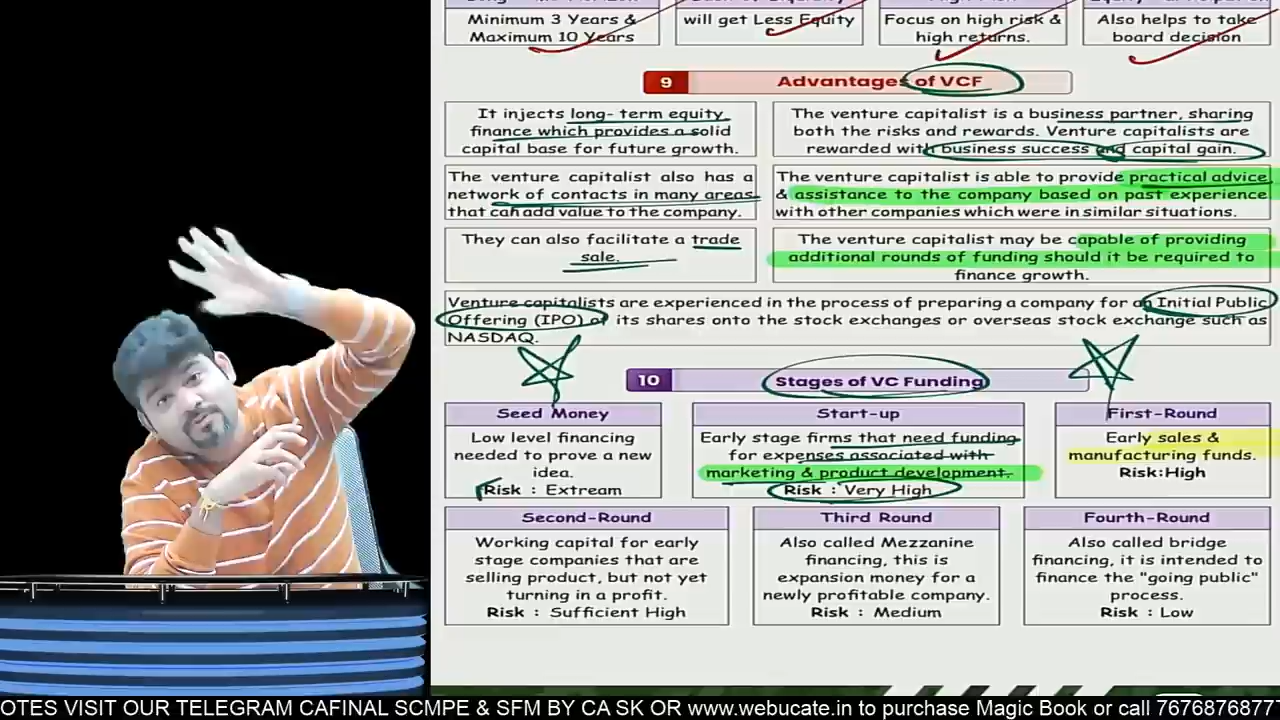 Minimum 3 Years &
Maximum 10 Years
will get Less Equity
Focus on high risk &
high returns.
Also helps to take
board decision
9 Advantages of VCF
It injects long- term equity
finance which provides a solid
capital base for future growth.
The venture capitalist is a business partner, sharing
both the risks and rewards. Venture capitalists are
rewarded with business success and capital gain.
The venture capitalist also has a
network of contacts in many areas
that can add value to the company.
The venture capitalist is able to provide practical advice
& assistance to the company based on past experience
with other companies which were in similar situations.
They can also facilitate a trade
sale.
The venture capitalist may be capable of providing
additional rounds of funding should it be required to
finance growth.
Venture capitalists are experienced in the process of preparing a company for an Initial Public
Offering (IPO) of its shares onto the stock exchanges or overseas stock exchange such as
NASDAQ.
10 Stages of VC Funding
Seed Money
Low level financing
needed to prove a new
idea.
Risk : Extream
Start-up
Early stage firms that need funding
for expenses associated with
marketing & product development.
Risk : Very High
First-Round
Early sales &
manufacturing funds.
Risk:High
Second-Round
Working capital for early
stage companies that are
selling product, but not yet
turning in a profit.
Risk : Sufficient High
Third Round
Also called Mezzanine
financing, this is
expansion money for a
newly profitable company.
Risk : Medium
Fourth-Round
Also called bridge
financing, it is intended to
finance the "going public"
process.
Risk : Low
OTES VISIT OUR TELEGRAM CAFINAL SCMPE & SFM BY CA SK OR www.webucate.in to purchase Magic Book or call 7676876877